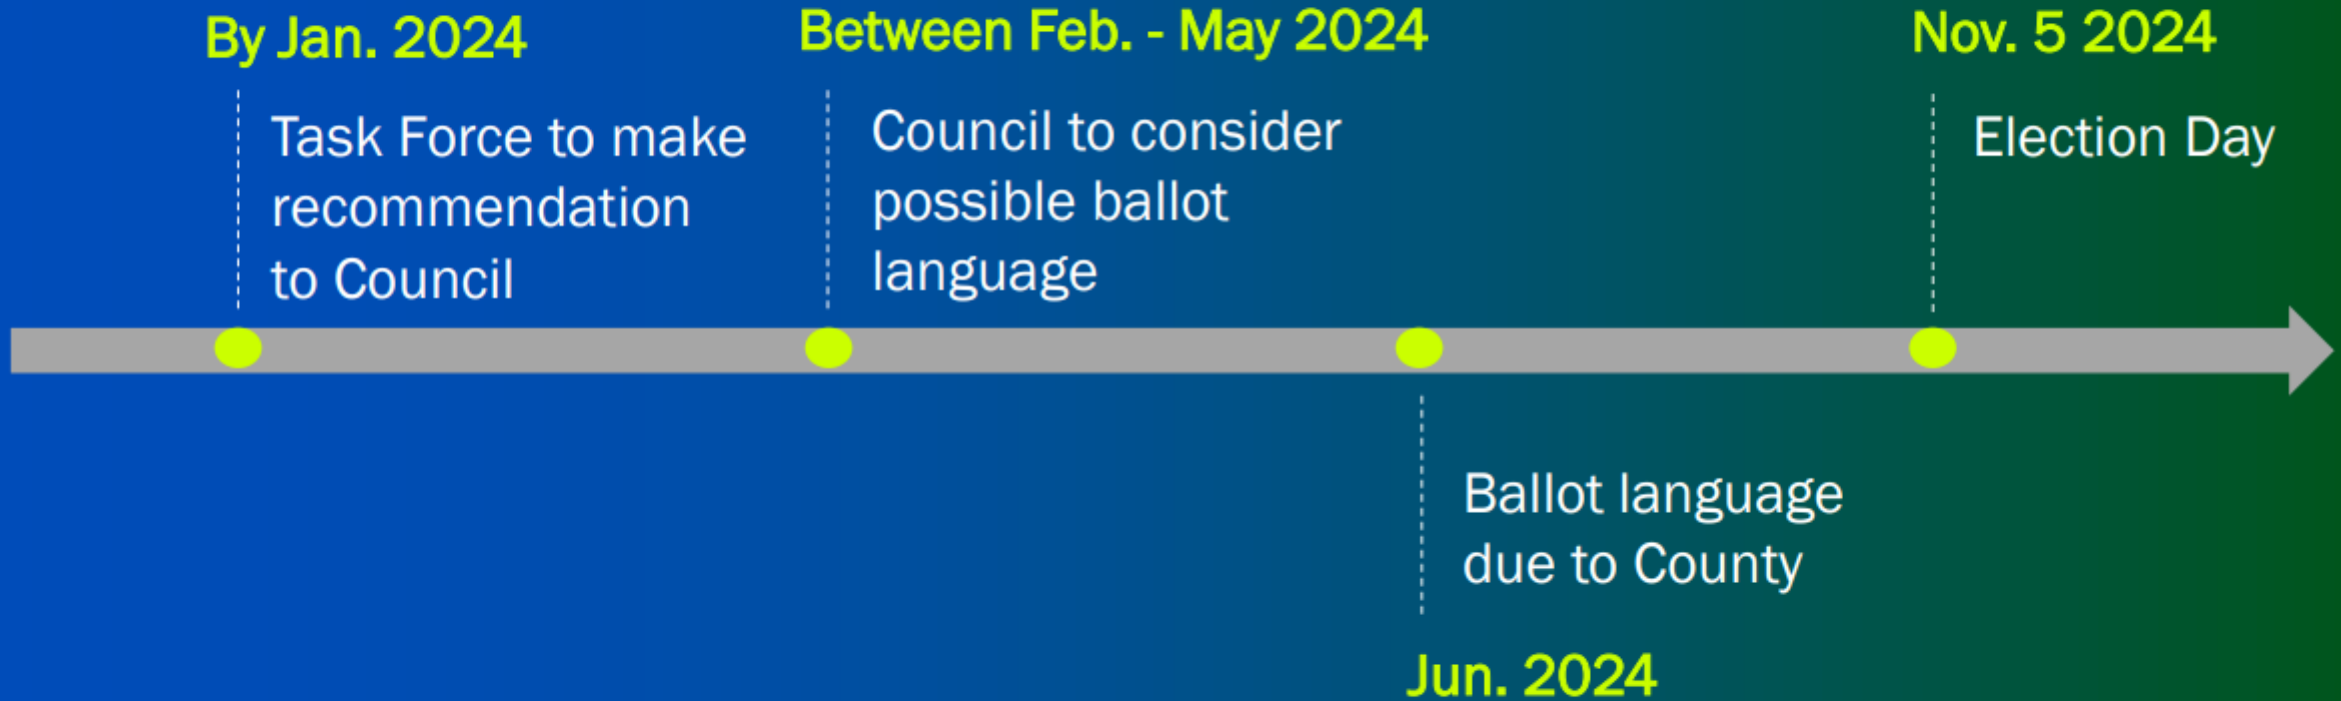 By Jan. 2024
Task Force to make
recommendation
to Council
Between Feb. - May 2024
Council to consider
possible ballot
language
Ballot language
due to County
Jun. 2024
Nov. 5 2024
Election Day